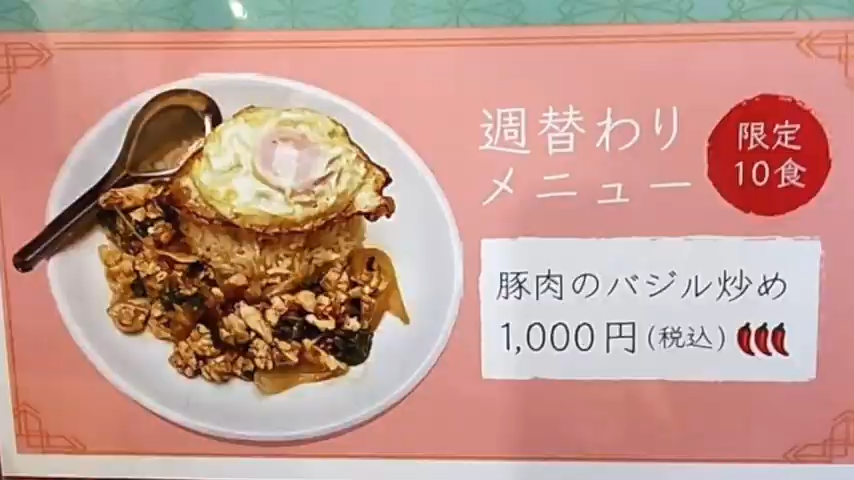 週替わり
メニュー
限定
10食
豚肉のバジル炒め
1,000円(税込)